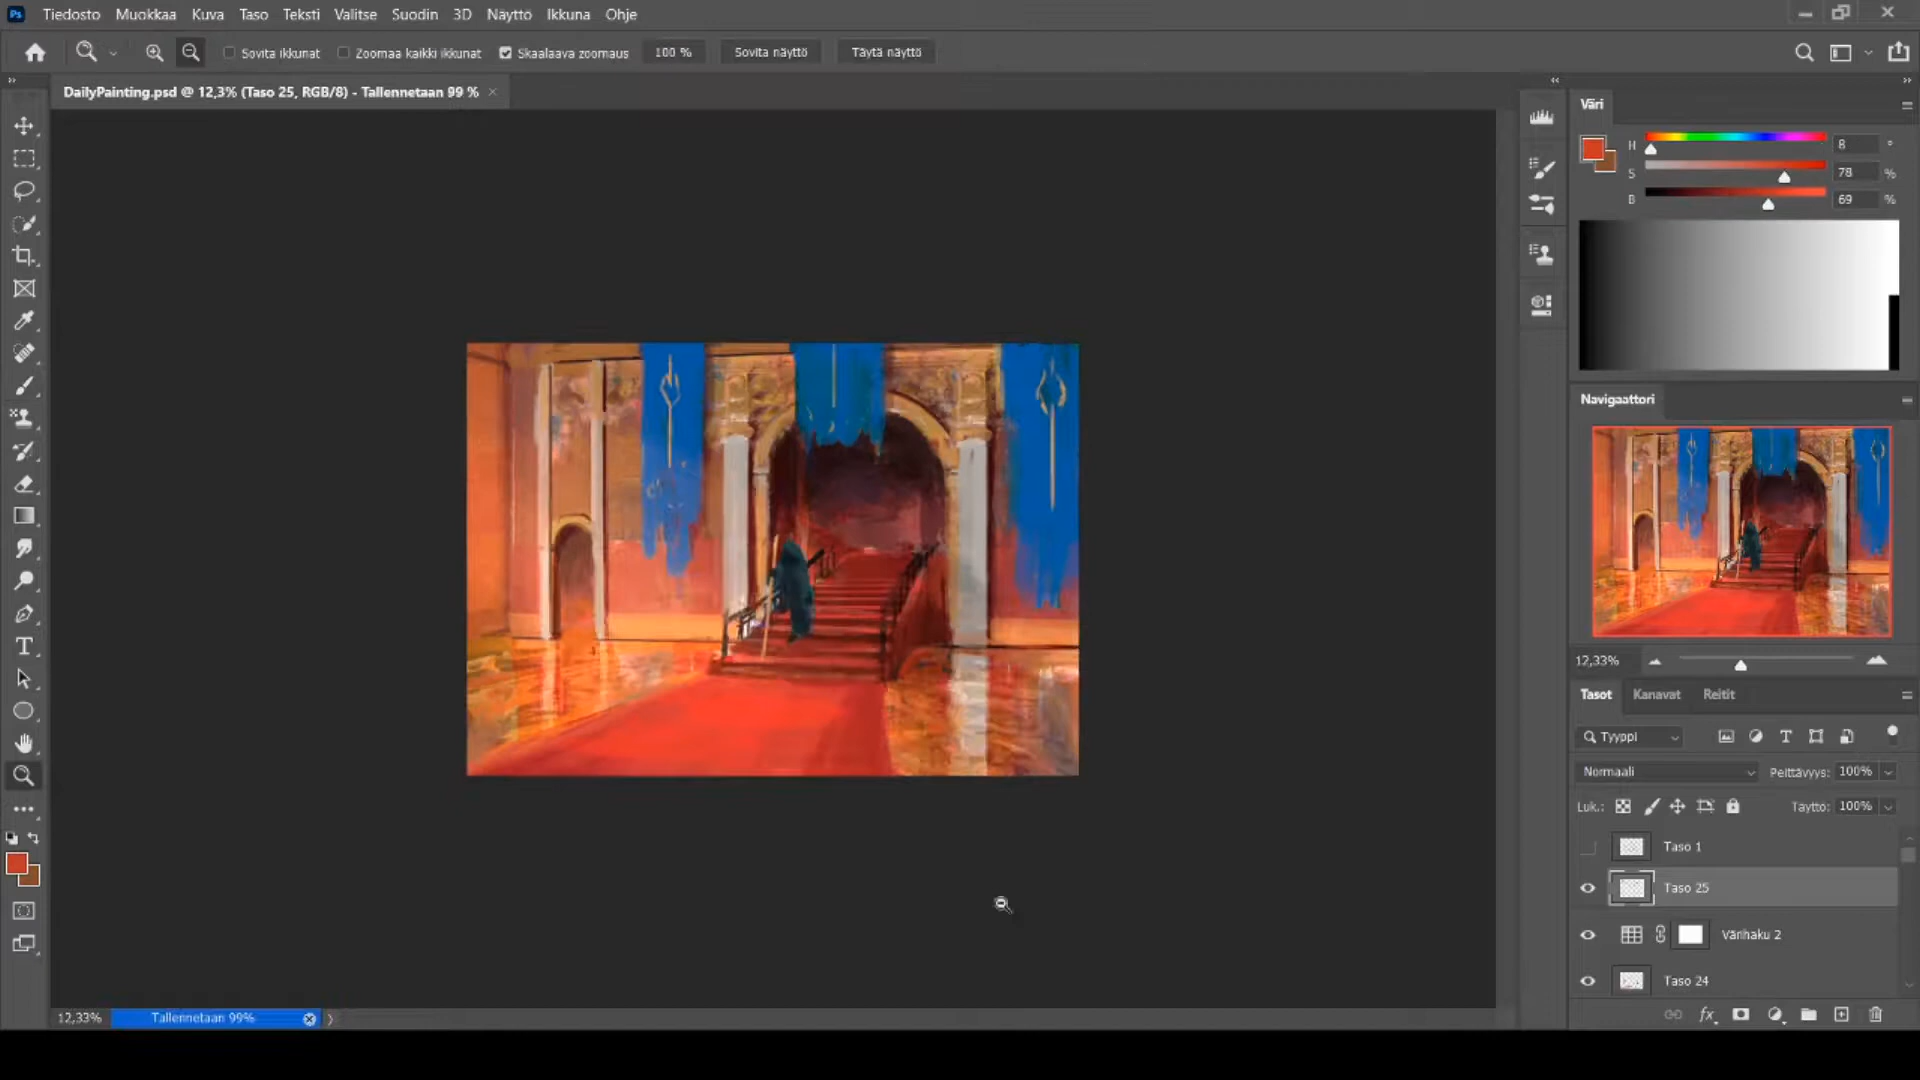 Ps Tiedosto Muokkaa Kuva Taso Teksti Valitse Suodin 3D Näyttö Ikkuna Ohje
Sovita ikkunat Zoomaa kaikki ikkunat Skaalaava zoomaus 100 % Sovita näyttö Täytä näyttö
DailyPainting.psd @ 12,3% (Taso 25, RGB/8) - Tallennetaan 99 %
Väri
H 8 °
S 78 %
B 69 %
Navigaattori
12,33%
Tasot Kanavat Reitit
Tyyppi
Normaali Peittävyys: 100%
Luk.: Täyttö: 100%
Taso 1
Taso 25
Värihaku 2
Taso 24
fx
12,33% Tallennetaan 99%